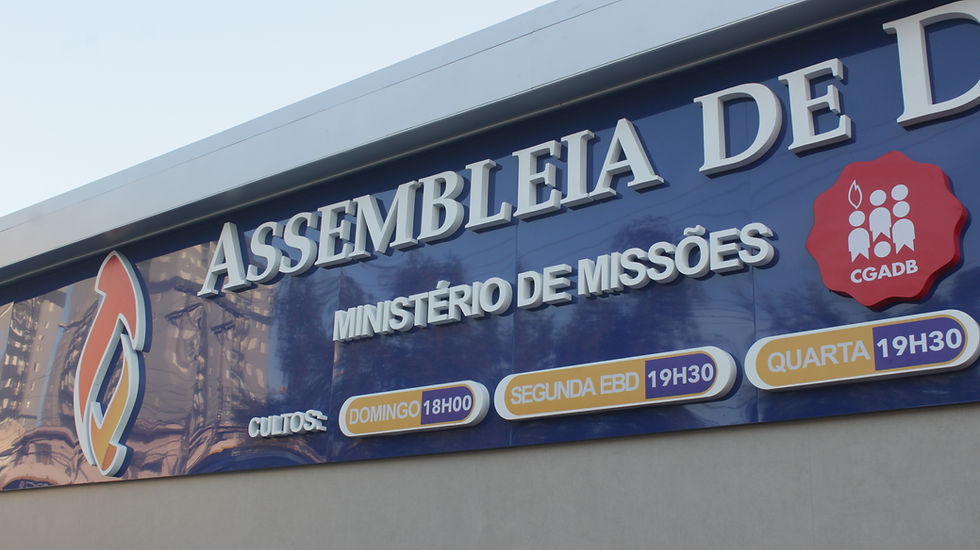 ASSEMBLEIA DE D
MINISTÉRIO DE MISSÕES
CGADB
CULTOS:
DOMINGO 18H00
SEGUNDA EBD 19H30
QUARTA 19H30